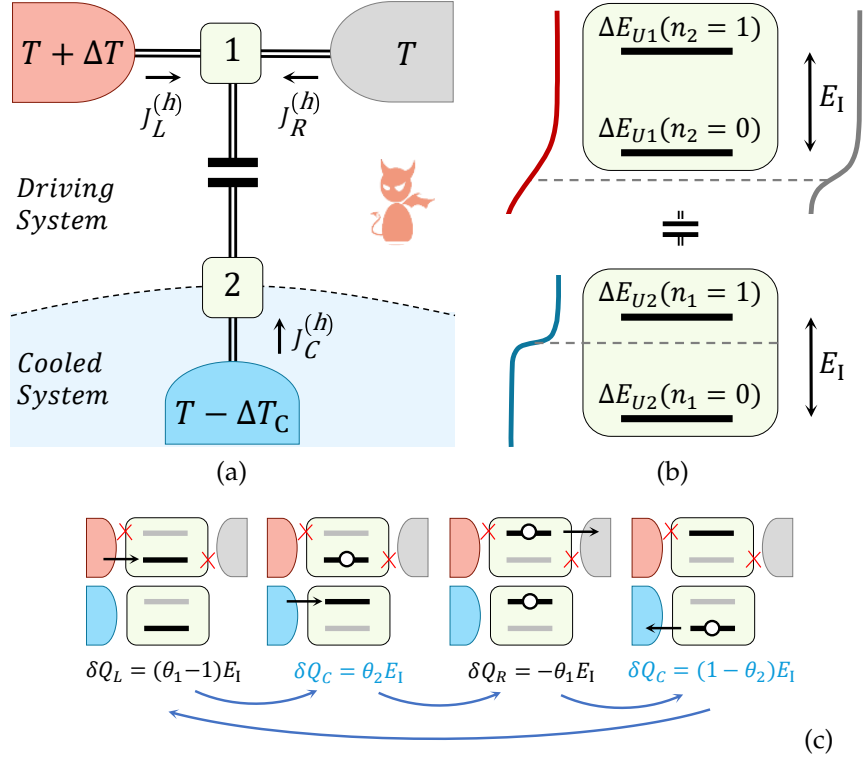 T + ΔT
1
T
J_L^(h)
J_R^(h)
Driving
System
2
J_C^(h)
Cooled
System
T − ΔT_C
(a)
ΔE_U1(n_2 = 1)
E_I
ΔE_U1(n_2 = 0)
ΔE_U2(n_1 = 1)
E_I
ΔE_U2(n_1 = 0)
(b)
δQ_L = (θ_1−1)E_I
δQ_C = θ_2E_I
δQ_R = −θ_1E_I
δQ_C = (1 − θ_2)E_I
(c)